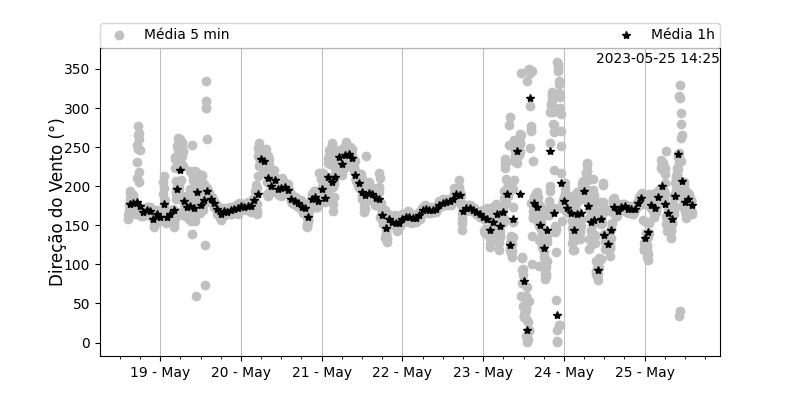 Média 5 min
Média 1h
2023-05-25 14:25
Direção do Vento (°)
350
300
250
200
150
100
50
0
19 - May
20 - May
21 - May
22 - May
23 - May
24 - May
25 - May